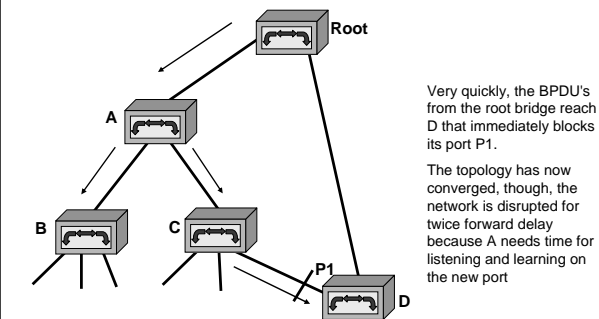 Root
A
Very quickly, the BPDU's
from the root bridge reach
D that immediately blocks
its port P1.
The topology has now
converged, though, the
network is disrupted for
twice forward delay
because A needs time for
listening and learning on
the new port
B
C
P1
D